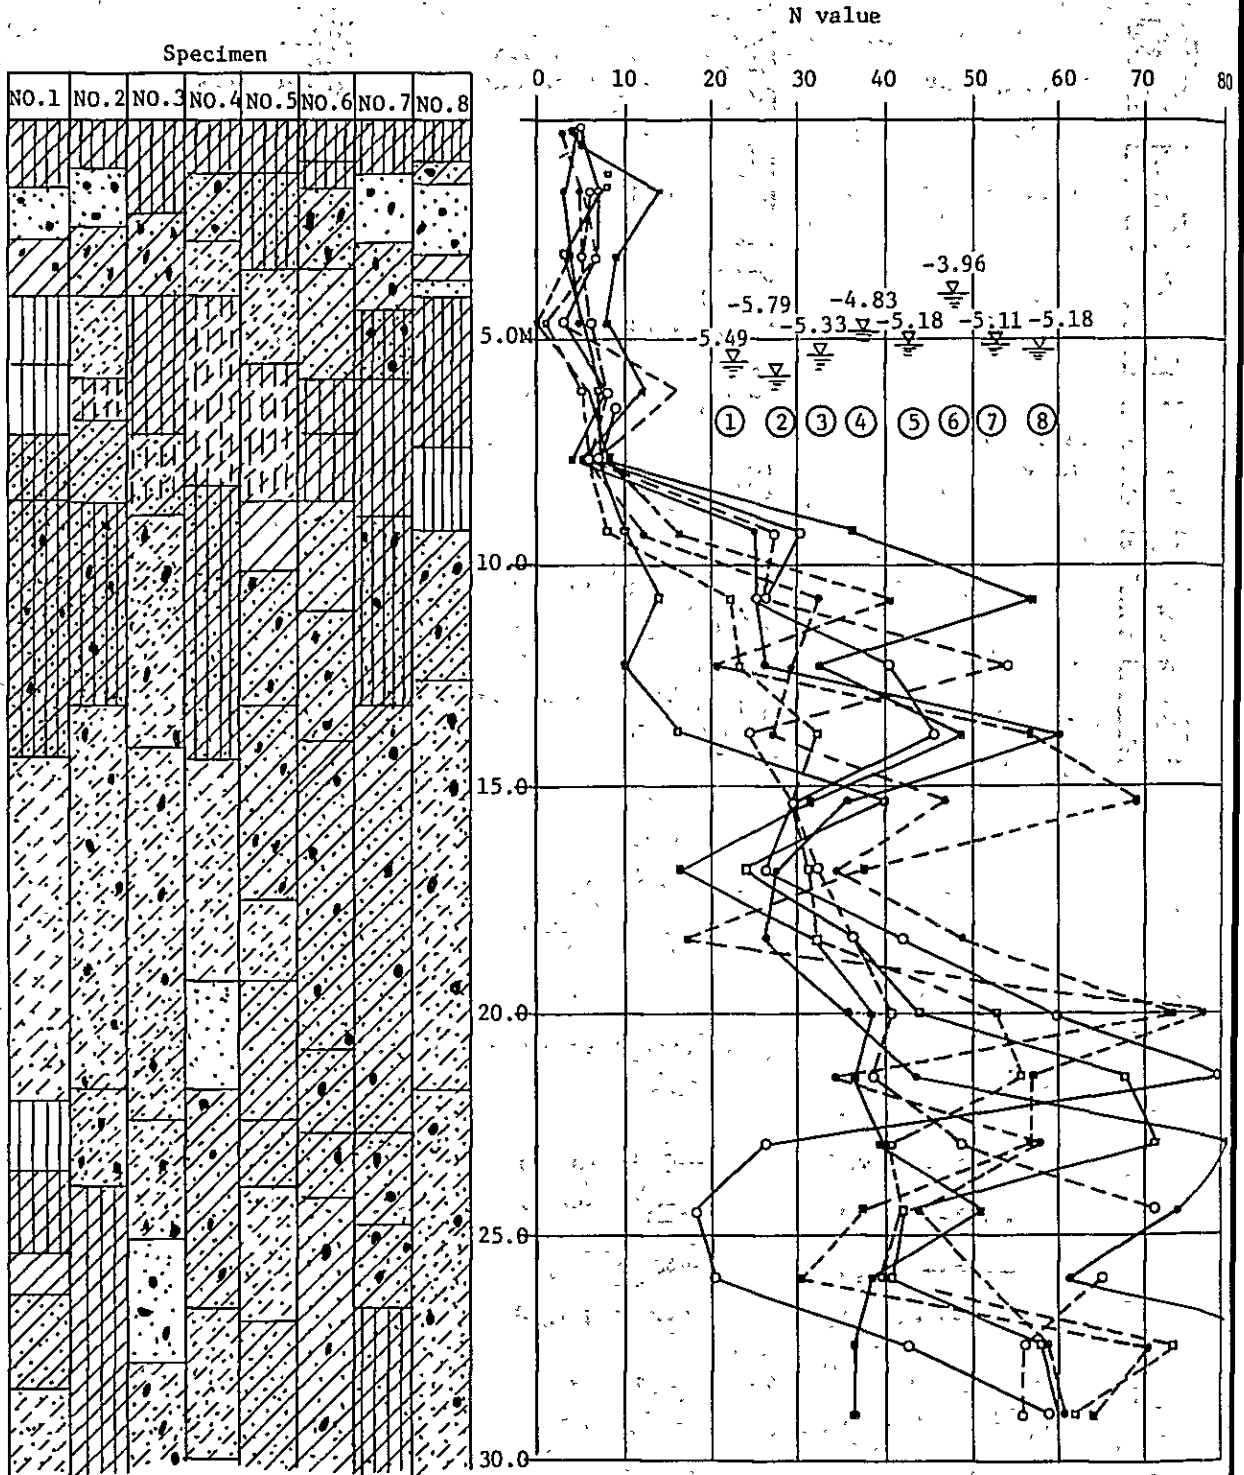 N value
Specimen
0 10 20 30 40 50 60 70 80
NO.1 NO.2 NO.3 NO.4 NO.5 NO.6 NO.7 NO.8
-3.96
-5.79 -4.83
5.0M -5.49 -5.33 -5.18 -5.11 -5.18
① ② ③ ④ ⑤ ⑥ ⑦ ⑧
10.0
15.0
20.0
25.0
30.0